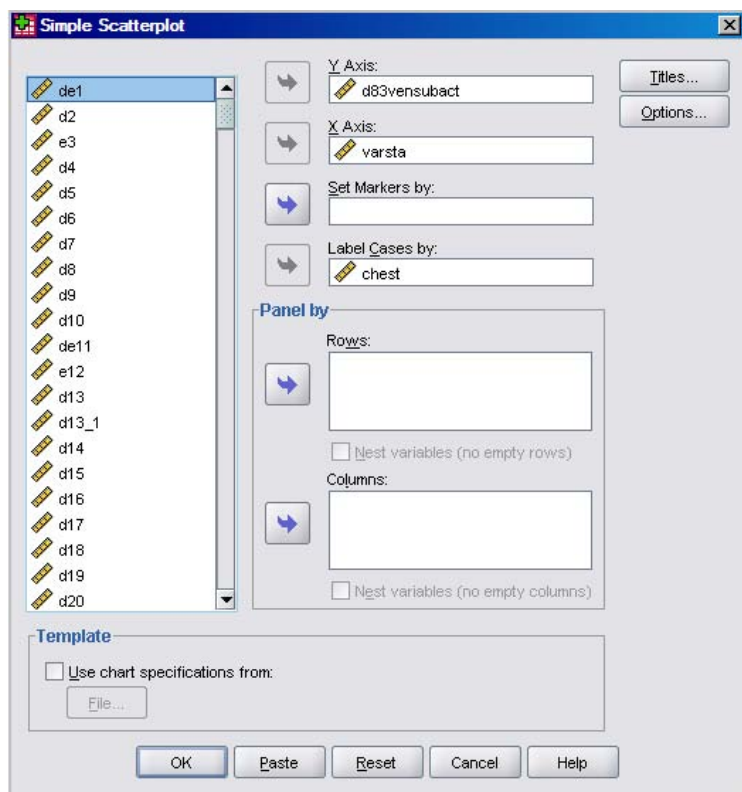 Simple Scatterplot
de1
d2
e3
d4
d5
d6
d7
d8
d9
d10
de11
e12
d13
d13_1
d14
d15
d16
d17
d18
d19
d20
Y Axis:
d83vensubact
X Axis:
varsta
Set Markers by:
Label Cases by:
chest
Titles...
Options...
Panel by
Rows:
Nest variables (no empty rows)
Columns:
Nest variables (no empty columns)
Template
Use chart specifications from:
File...
OK
Paste
Reset
Cancel
Help